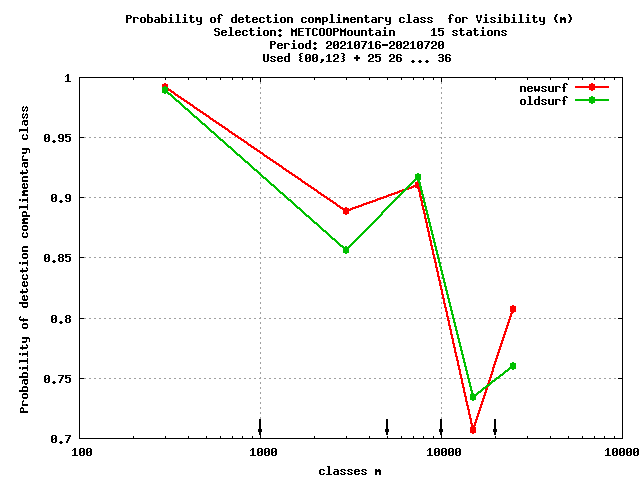 Probability of detection complimentary class  for Visibility (m)
Selection: METCOOPMountain     15 stations
Period: 20210716-20210720
Used {00,12} + 25 26 ... 36
newsurf
oldsurf
Probability of detection complimentary class
1
0.95
0.9
0.85
0.8
0.75
0.7
100 1000 10000 10000
classes m